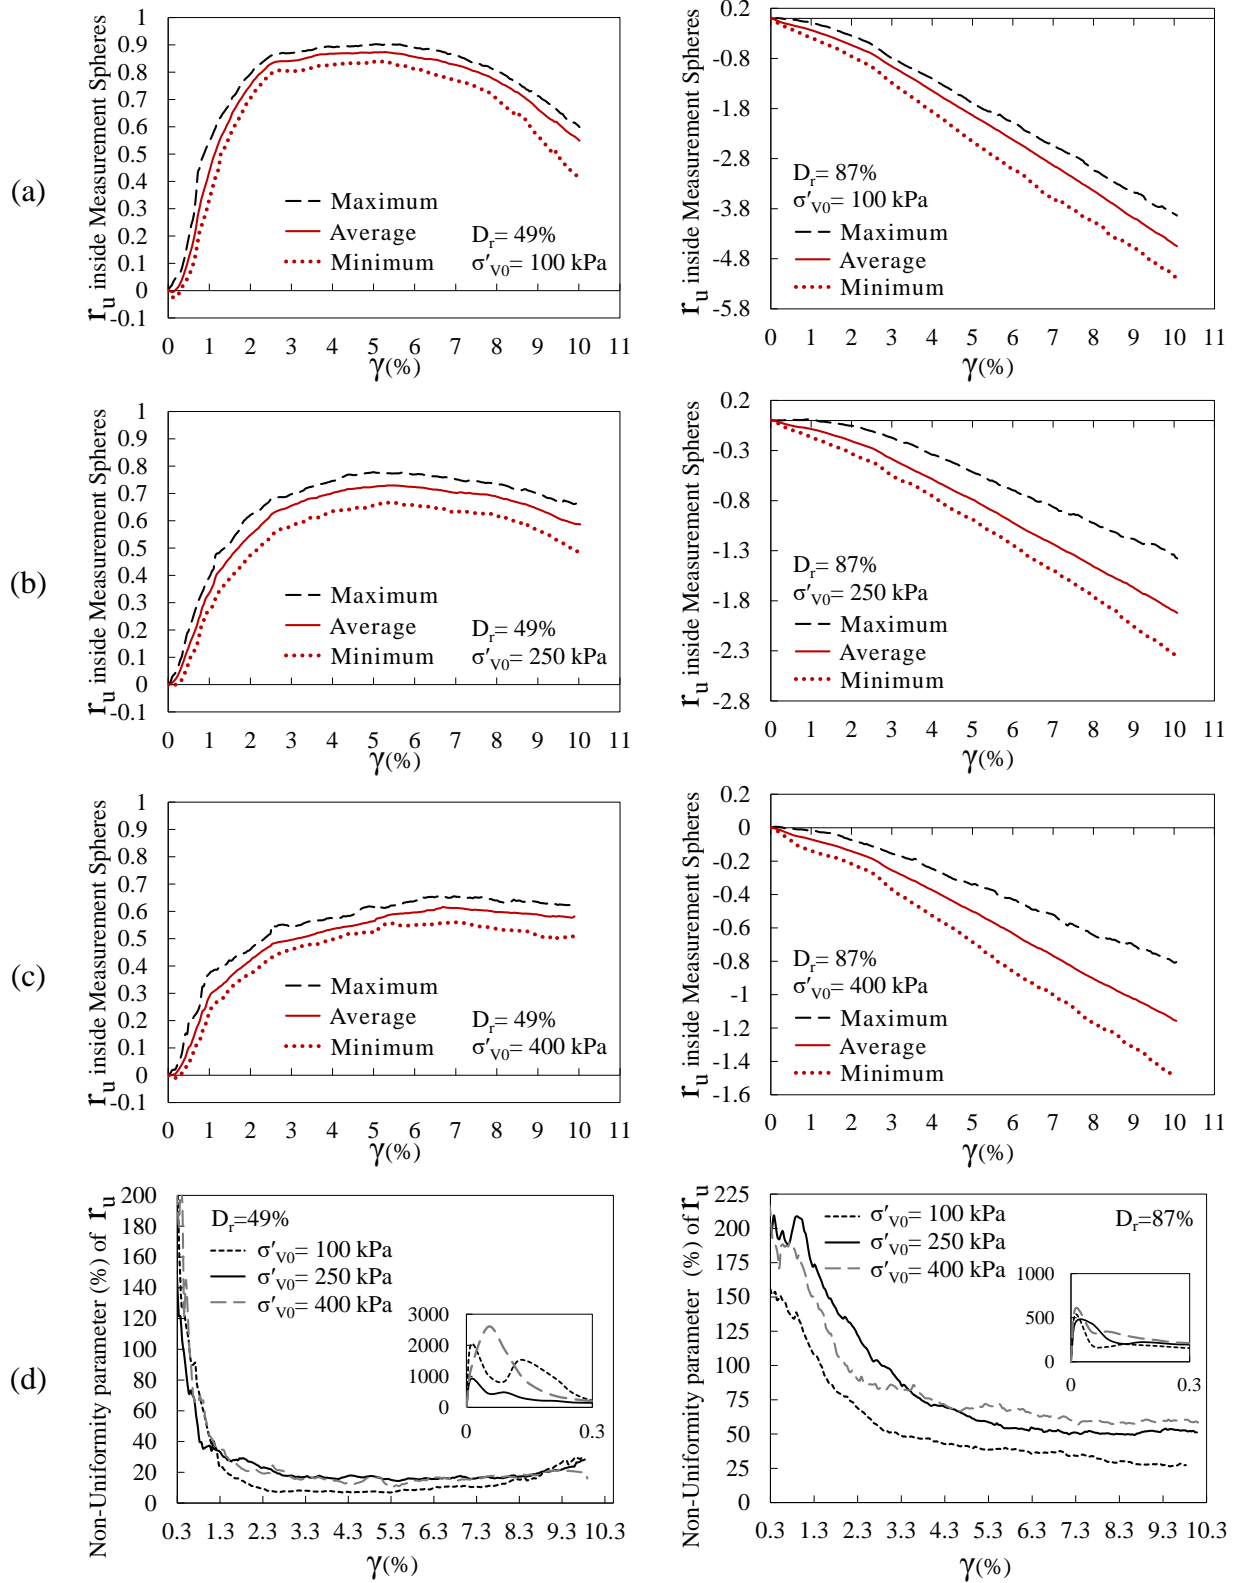 (a)
r_u inside Measurement Spheres
1
0.9
0.8
0.7
0.6
0.5
0.4
0.3
0.2
0.1
0
-0.1
Maximum
Average
Minimum
D_r= 49%
σ′_V0= 100 kPa
0 1 2 3 4 5 6 7 8 9 10 11
γ(%)
r_u inside Measurement Spheres
0.2
-0.8
-1.8
-2.8
-3.8
-4.8
-5.8
D_r= 87%
σ′_V0= 100 kPa
Maximum
Average
Minimum
0 1 2 3 4 5 6 7 8 9 10 11
γ(%)
(b)
r_u inside Measurement Spheres
1
0.9
0.8
0.7
0.6
0.5
0.4
0.3
0.2
0.1
0
-0.1
Maximum
Average
Minimum
D_r= 49%
σ′_V0= 250 kPa
0 1 2 3 4 5 6 7 8 9 10 11
γ(%)
r_u inside Measurement Spheres
0.2
-0.3
-0.8
-1.3
-1.8
-2.3
-2.8
D_r= 87%
σ′_V0= 250 kPa
Maximum
Average
Minimum
0 1 2 3 4 5 6 7 8 9 10 11
γ(%)
(c)
r_u inside Measurement Spheres
1
0.9
0.8
0.7
0.6
0.5
0.4
0.3
0.2
0.1
0
-0.1
Maximum
Average
Minimum
D_r= 49%
σ′_V0= 400 kPa
0 1 2 3 4 5 6 7 8 9 10 11
γ(%)
r_u inside Measurement Spheres
0.2
0
-0.2
-0.4
-0.6
-0.8
-1
-1.2
-1.4
-1.6
D_r= 87%
σ′_V0= 400 kPa
Maximum
Average
Minimum
0 1 2 3 4 5 6 7 8 9 10 11
γ(%)
(d)
Non-Uniformity parameter (%) of r_u
200
180
160
140
120
100
80
60
40
20
0
D_r=49%
σ′_V0= 100 kPa
σ′_V0= 250 kPa
σ′_V0= 400 kPa
3000
2000
1000
0
0 0.3
0.3 1.3 2.3 3.3 4.3 5.3 6.3 7.3 8.3 9.3 10.3
γ(%)
Non-Uniformity parameter (%) of r_u
225
200
175
150
125
100
75
50
25
0
σ′_V0= 100 kPa
σ′_V0= 250 kPa
σ′_V0= 400 kPa
D_r=87%
1000
500
0
0 0.3
0.3 1.3 2.3 3.3 4.3 5.3 6.3 7.3 8.3 9.3 10.3
γ(%)